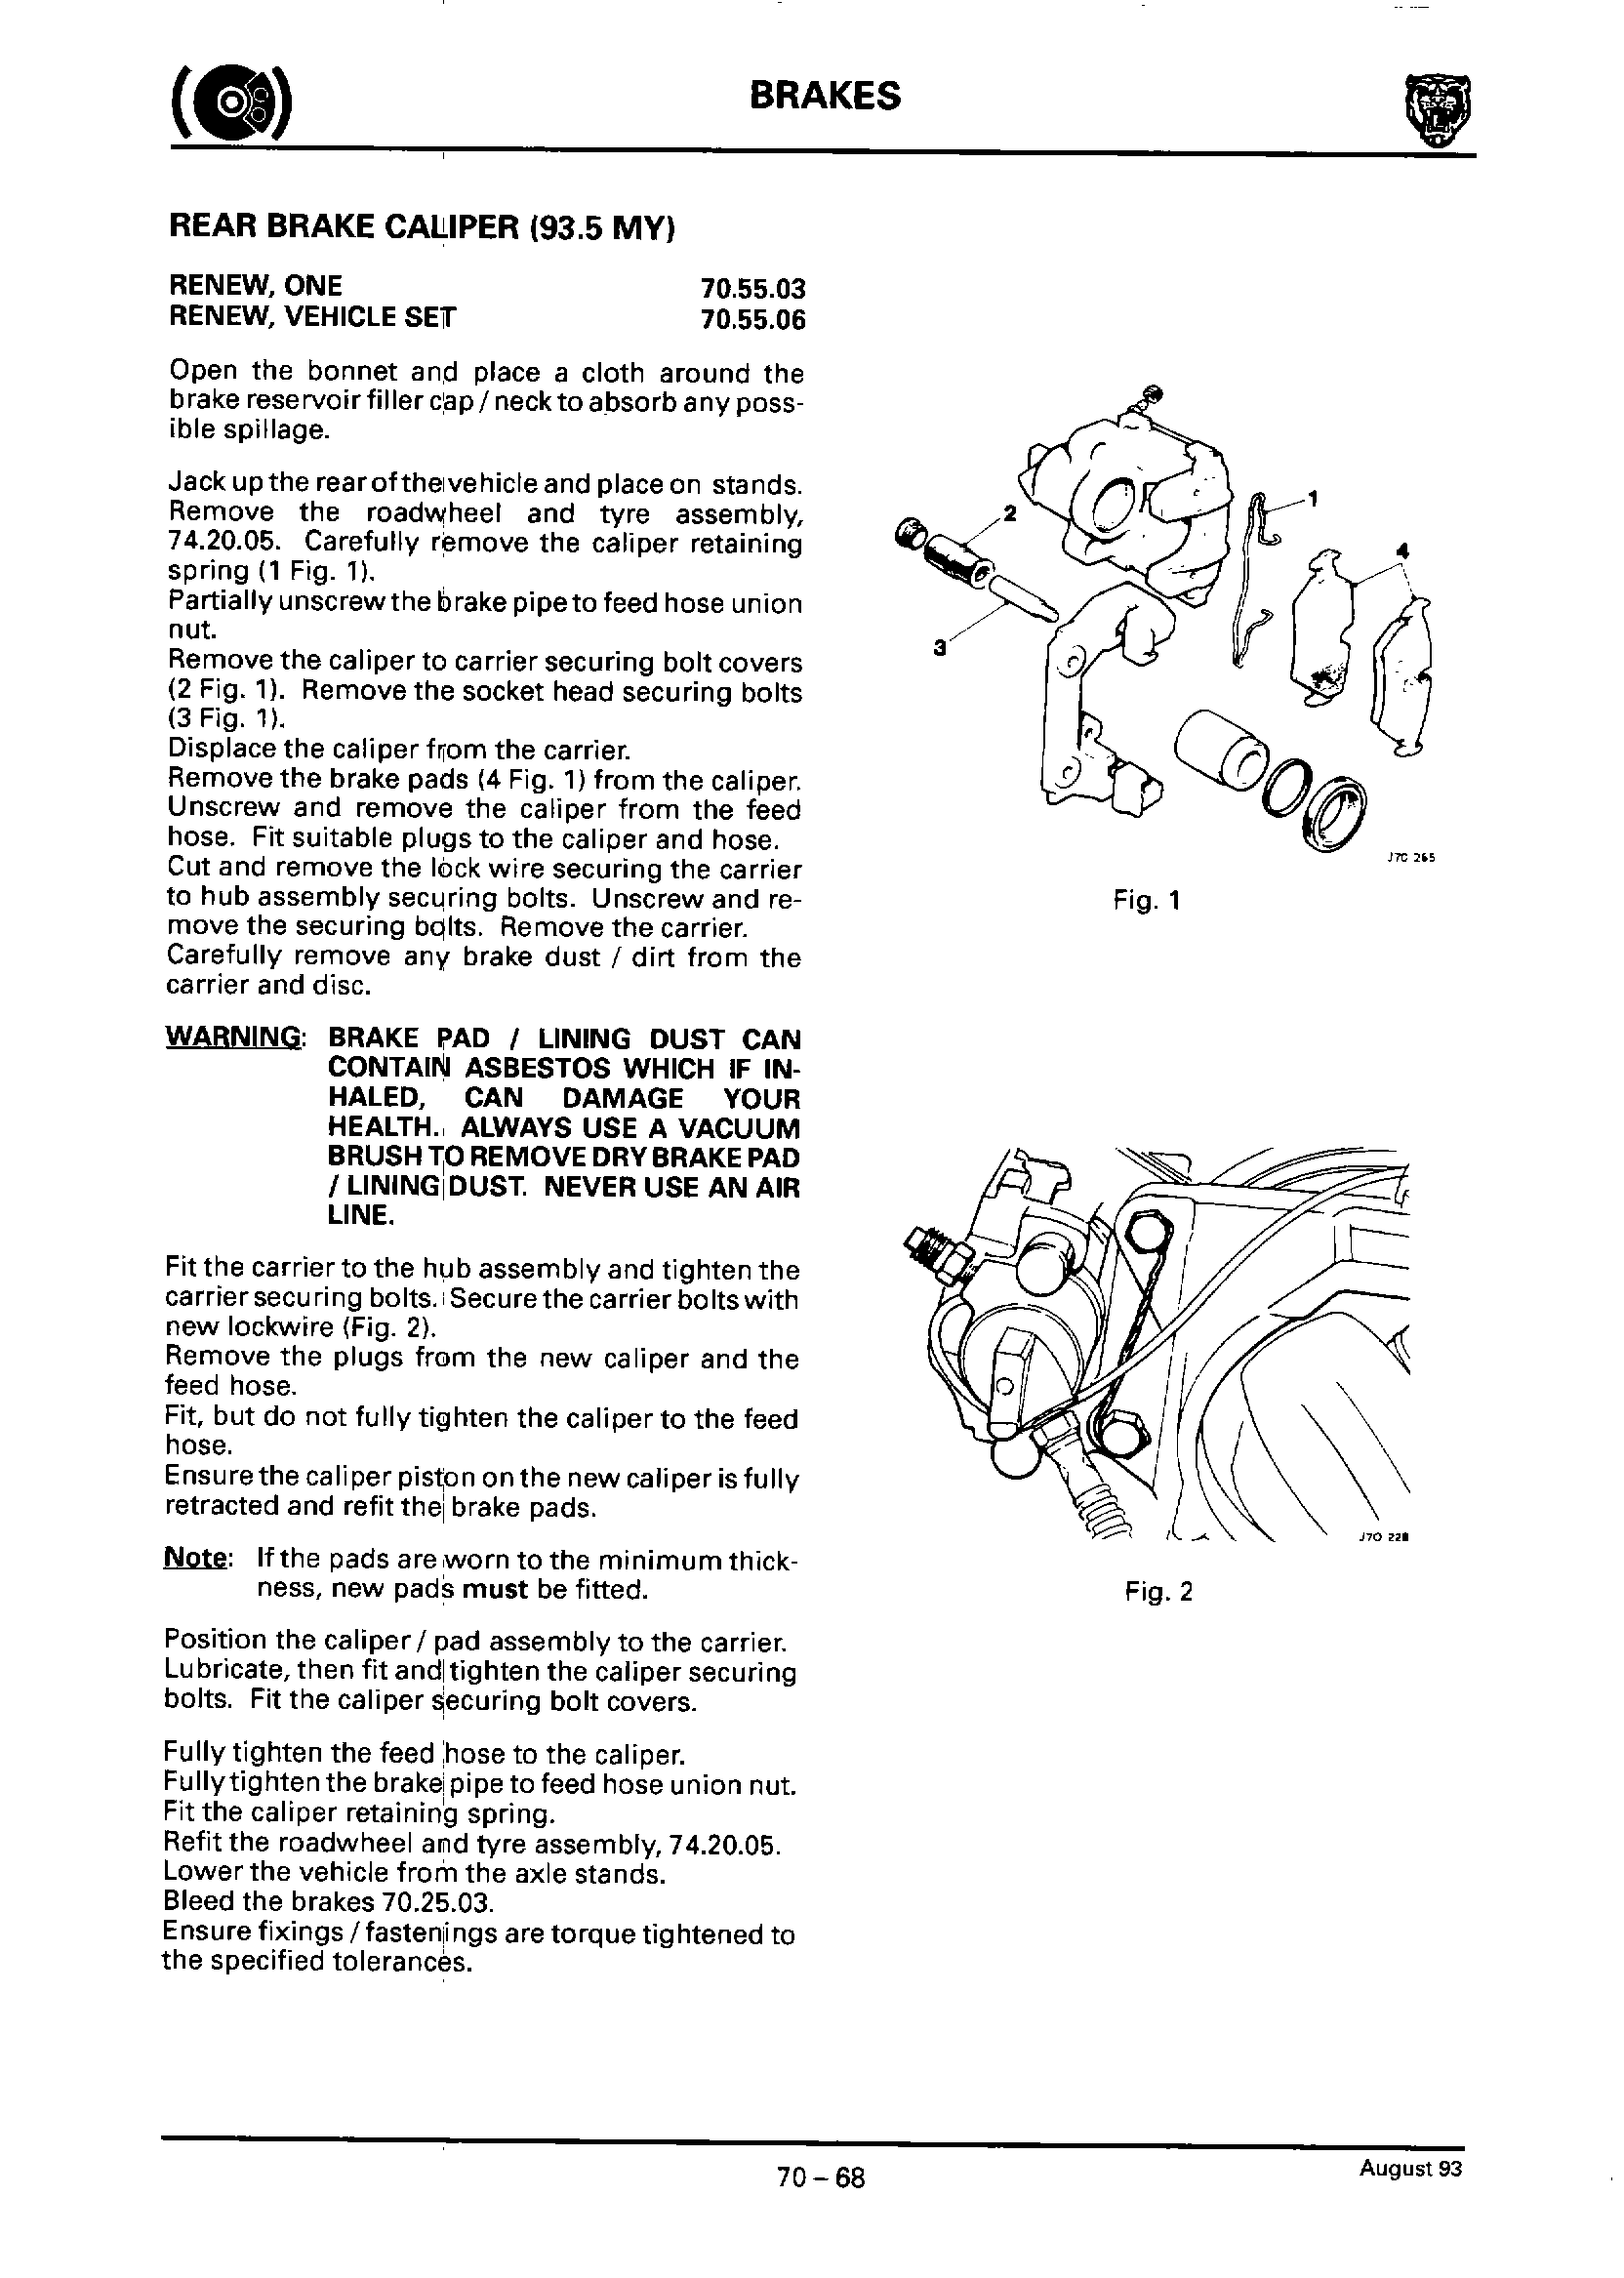 BRAKES
REAR BRAKE CALIPER (93.5 MY)
RENEW, ONE 70.55.03
RENEW, VEHICLE SET 70.55.06
Open the bonnet and place a cloth around the
brake reservoir filler cap / neck to absorb any poss-
ible spillage.
Jack up the rear of the vehicle and place on stands.
Remove the roadwheel and tyre assembly,
74.20.05. Carefully remove the caliper retaining
spring (1 Fig. 1).
Partially unscrew the brake pipe to feed hose union
nut.
Remove the caliper to carrier securing bolt covers
(2 Fig. 1). Remove the socket head securing bolts
(3 Fig. 1).
Displace the caliper from the carrier.
Remove the brake pads (4 Fig. 1) from the caliper.
Unscrew and remove the caliper from the feed
hose. Fit suitable plugs to the caliper and hose.
Cut and remove the lock wire securing the carrier
to hub assembly securing bolts. Unscrew and re-
move the securing bolts. Remove the carrier.
Carefully remove any brake dust / dirt from the
carrier and disc.
WARNING: BRAKE PAD / LINING DUST CAN
CONTAIN ASBESTOS WHICH IF IN-
HALED, CAN DAMAGE YOUR
HEALTH. ALWAYS USE A VACUUM
BRUSH TO REMOVE DRY BRAKE PAD
/ LINING DUST. NEVER USE AN AIR
LINE.
Fit the carrier to the hub assembly and tighten the
carrier securing bolts. Secure the carrier bolts with
new lockwire (Fig. 2).
Remove the plugs from the new caliper and the
feed hose.
Fit, but do not fully tighten the caliper to the feed
hose.
Ensure the caliper piston on the new caliper is fully
retracted and refit the brake pads.
Note: If the pads are worn to the minimum thick-
ness, new pads must be fitted.
Position the caliper / pad assembly to the carrier.
Lubricate, then fit and tighten the caliper securing
bolts. Fit the caliper securing bolt covers.
Fully tighten the feed hose to the caliper.
Fully tighten the brake pipe to feed hose union nut.
Fit the caliper retaining spring.
Refit the roadwheel and tyre assembly, 74.20.05.
Lower the vehicle from the axle stands.
Bleed the brakes 70.25.03.
Ensure fixings / fastenings are torque tightened to
the specified tolerances.
1
2
4
3
J70 265
Fig. 1
J70 228
Fig. 2
70 – 68
August 93